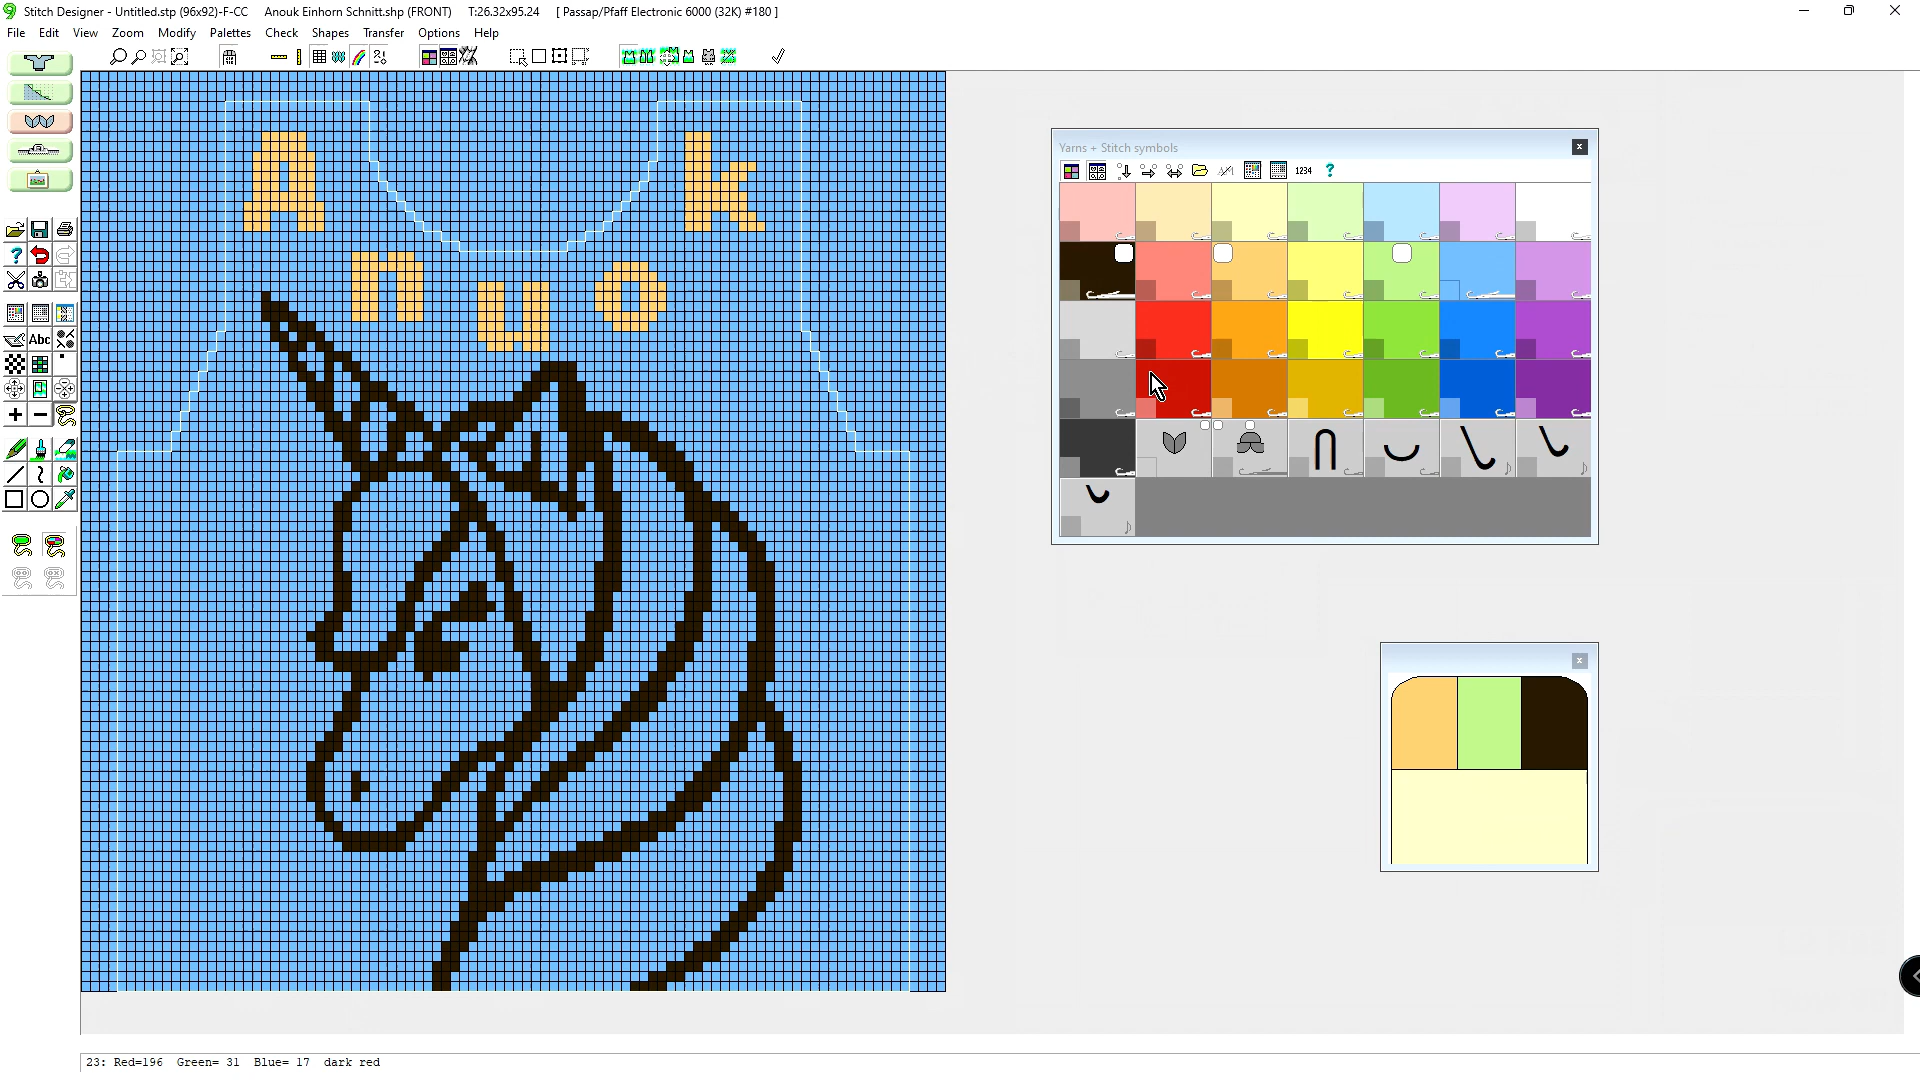 Stitch Designer - Untitled.stp (96x92)-F-CC Anouk Einhorn Schnitt.shp (FRONT) T:26.32x95.24 [ Passap/Pfaff Electronic 6000 (32K) #180 ]
File Edit View Zoom Modify Palettes Check Shapes Transfer Options Help
Yarns + Stitch symbols
1234
?
?
Abc
A n u o k
23: Red=196 Green= 31 Blue= 17 dark red